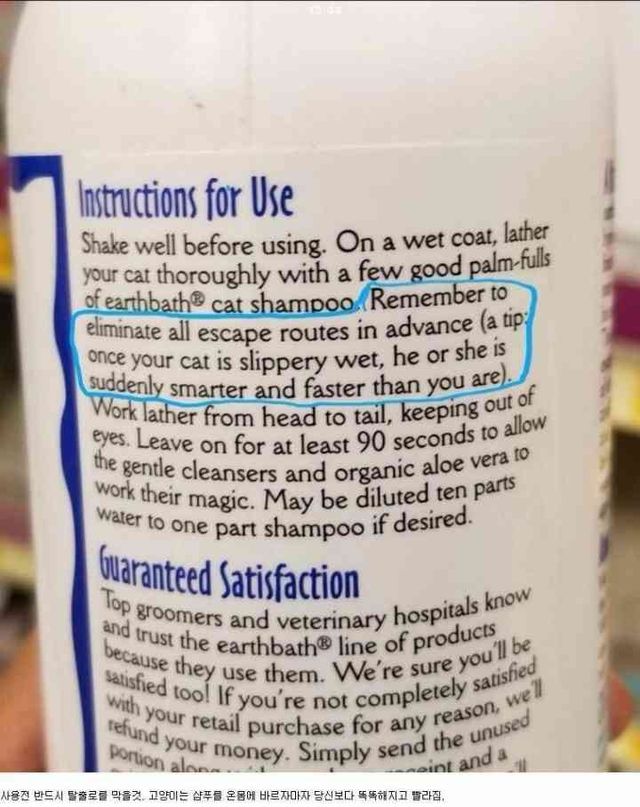 Instructions for Use
Shake well before using. On a wet coat, lather
your cat thoroughly with a few good palm-fulls
of earthbath® cat shampoo. Remember to
eliminate all escape routes in advance (a tip:
once your cat is slippery wet, he or she is
suddenly smarter and faster than you are).
Work lather from head to tail, keeping out of
eyes. Leave on for at least 90 seconds to allow
the gentle cleansers and organic aloe vera to
work their magic. May be diluted ten parts
water to one part shampoo if desired.
Guaranteed Satisfaction
Top groomers and veterinary hospitals know
and trust the earthbath® line of products
because they use them. We're sure you'll be
satisfied too! If you're not completely satisfied
with your retail purchase for any reason, we'll
refund your money. Simply send the unused
portion and a
사용전 반드시 탈출로를 막을것. 고양이는 샴푸를 온몸에 바르자마자 당신보다 똑똑해지고 빨라짐.